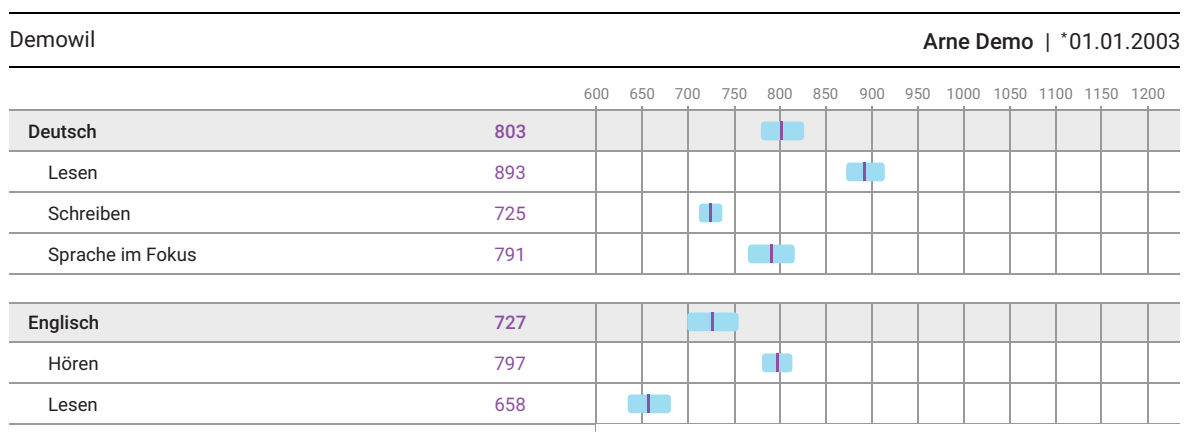 Demowil Arne Demo | *01.01.2003
600 650 700 750 800 850 900 950 1000 1050 1100 1150 1200
Deutsch 803
Lesen 893
Schreiben 725
Sprache im Fokus 791
Englisch 727
Hören 797
Lesen 658